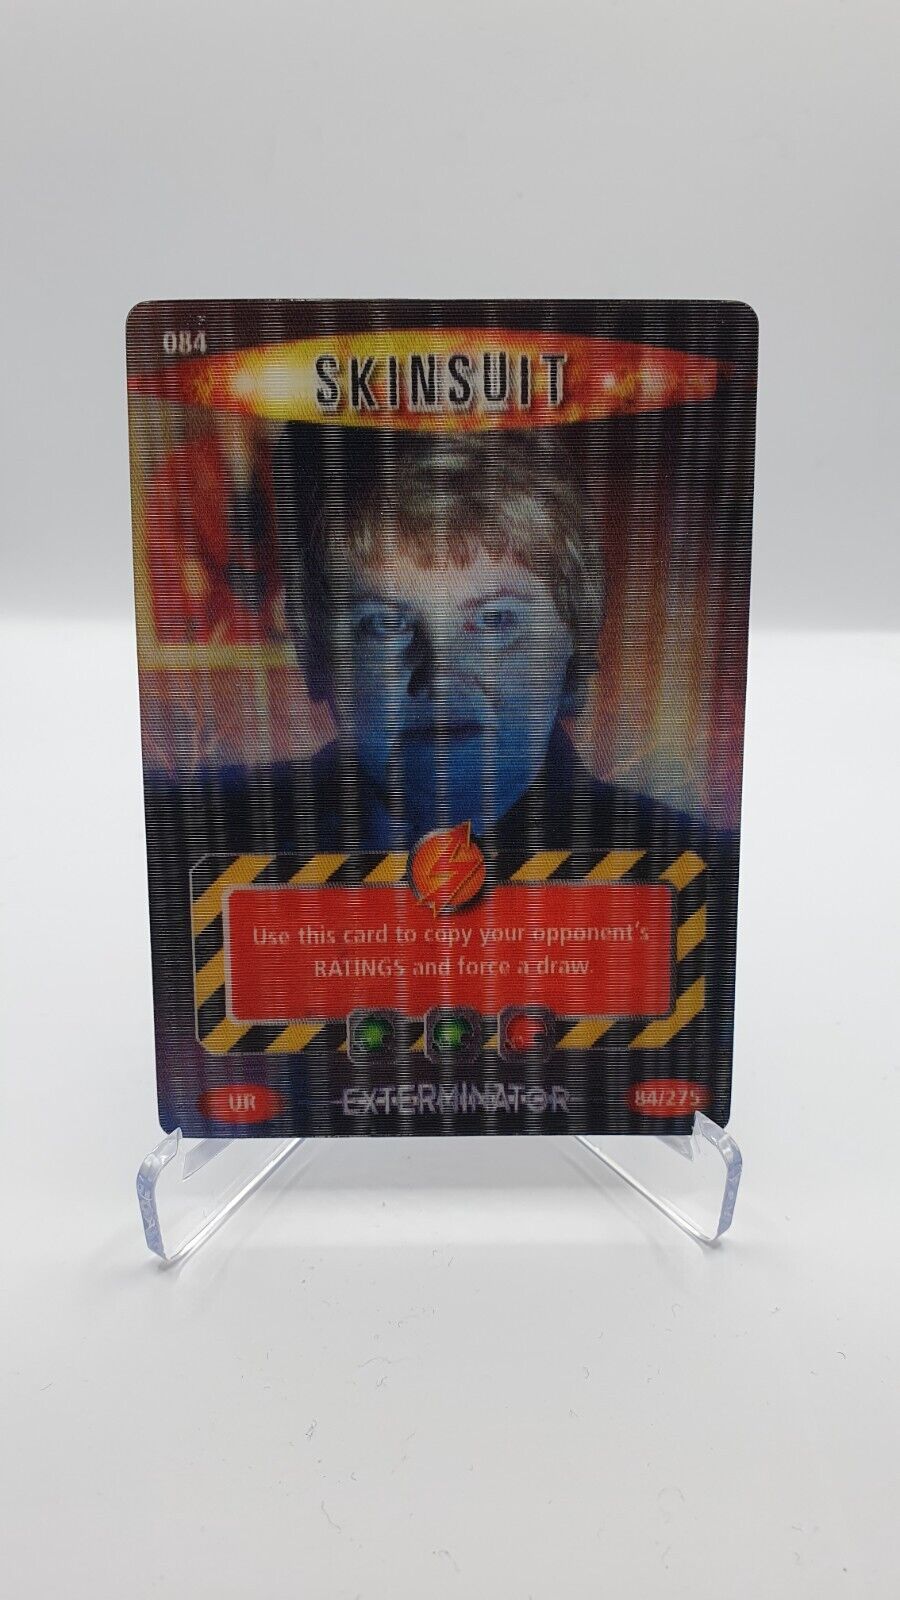 084
SKINSUIT
Use this card to copy your opponent's
RATINGS and force a draw.
UR
EXTERMINATOR
84/275